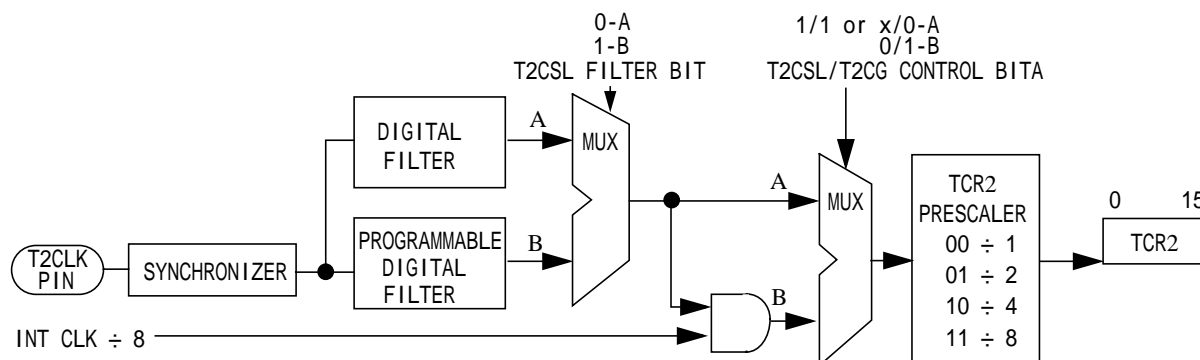 0-A
1-B
T2CSL FILTER BIT
1/1 or x/0-A
0/1-B
T2CSL/T2CG CONTROL BITA
DIGITAL
FILTER
A
MUX
PROGRAMMABLE
DIGITAL
FILTER
B
T2CLK
PIN
SYNCHRONIZER
INT CLK ÷ 8
A
B
MUX
TCR2
PRESCALER
00 ÷ 1
01 ÷ 2
10 ÷ 4
11 ÷ 8
0 15
TCR2